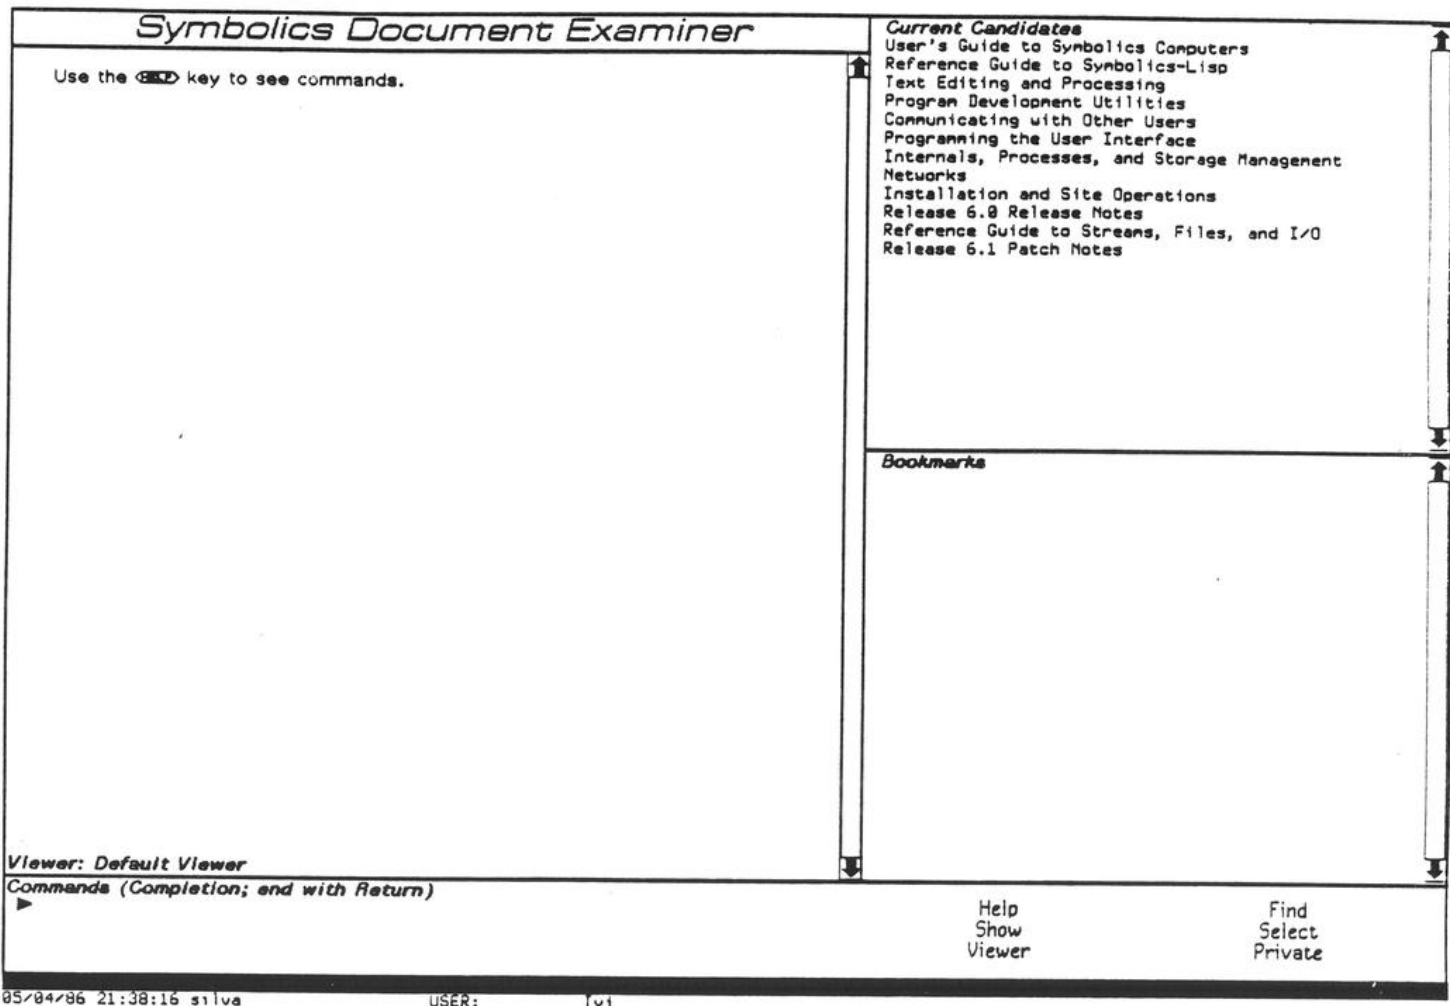 Symbolics Document Examiner
Use the HELP key to see commands.
Viewer: Default Viewer
Current Candidates
User's Guide to Symbolics Computers
Reference Guide to Symbolics-Lisp
Text Editing and Processing
Program Development Utilities
Communicating with Other Users
Programming the User Interface
Internals, Processes, and Storage Management
Networks
Installation and Site Operations
Release 6.0 Release Notes
Reference Guide to Streams, Files, and I/O
Release 6.1 Patch Notes
Bookmarks
Commands (Completion; end with Return)
Help Find
Show Select
Viewer Private
05/04/86 21:38:16 silva USER: Tyi